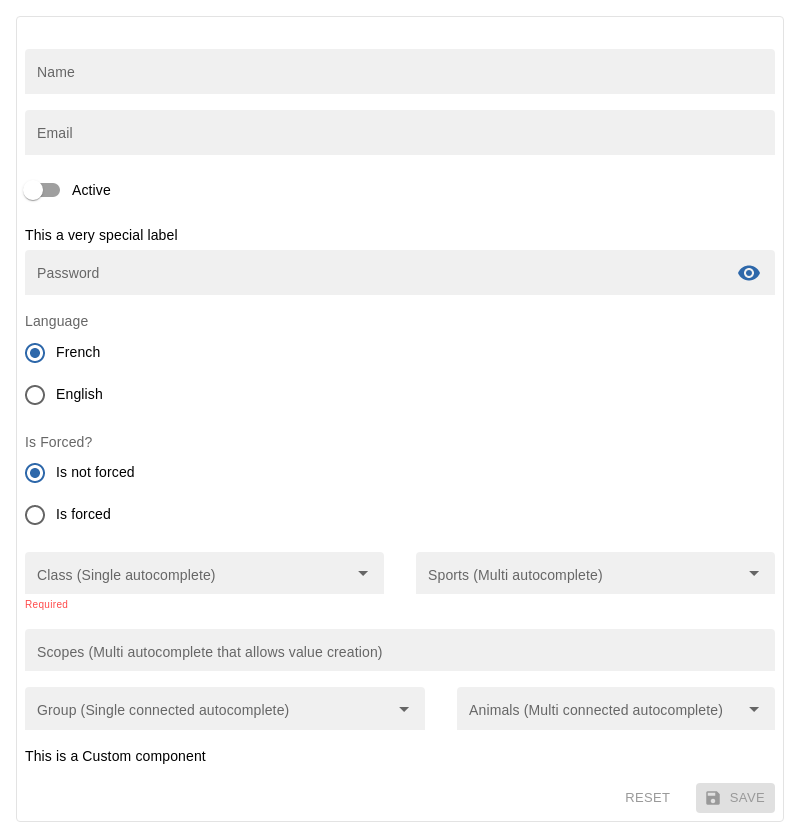 Name
Email
Active
This a very special label
Password
Language
French
English
Is Forced?
Is not forced
Is forced
Class (Single autocomplete) Sports (Multi autocomplete)
Required
Scopes (Multi autocomplete that allows value creation)
Group (Single connected autocomplete) Animals (Multi connected autocomplete)
This is a Custom component
RESET SAVE